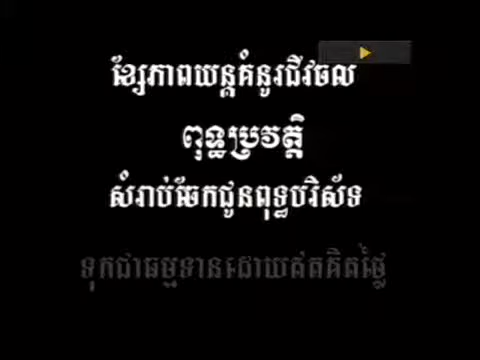 ខ្សែភាពយន្តគំនូរជីវចល
ពុទ្ធប្រវត្តិ
សំរាប់ចែកជូនពុទ្ធបរិស័ទ
ទុកជាធម្មទានដោយឥតគិតថ្លៃ